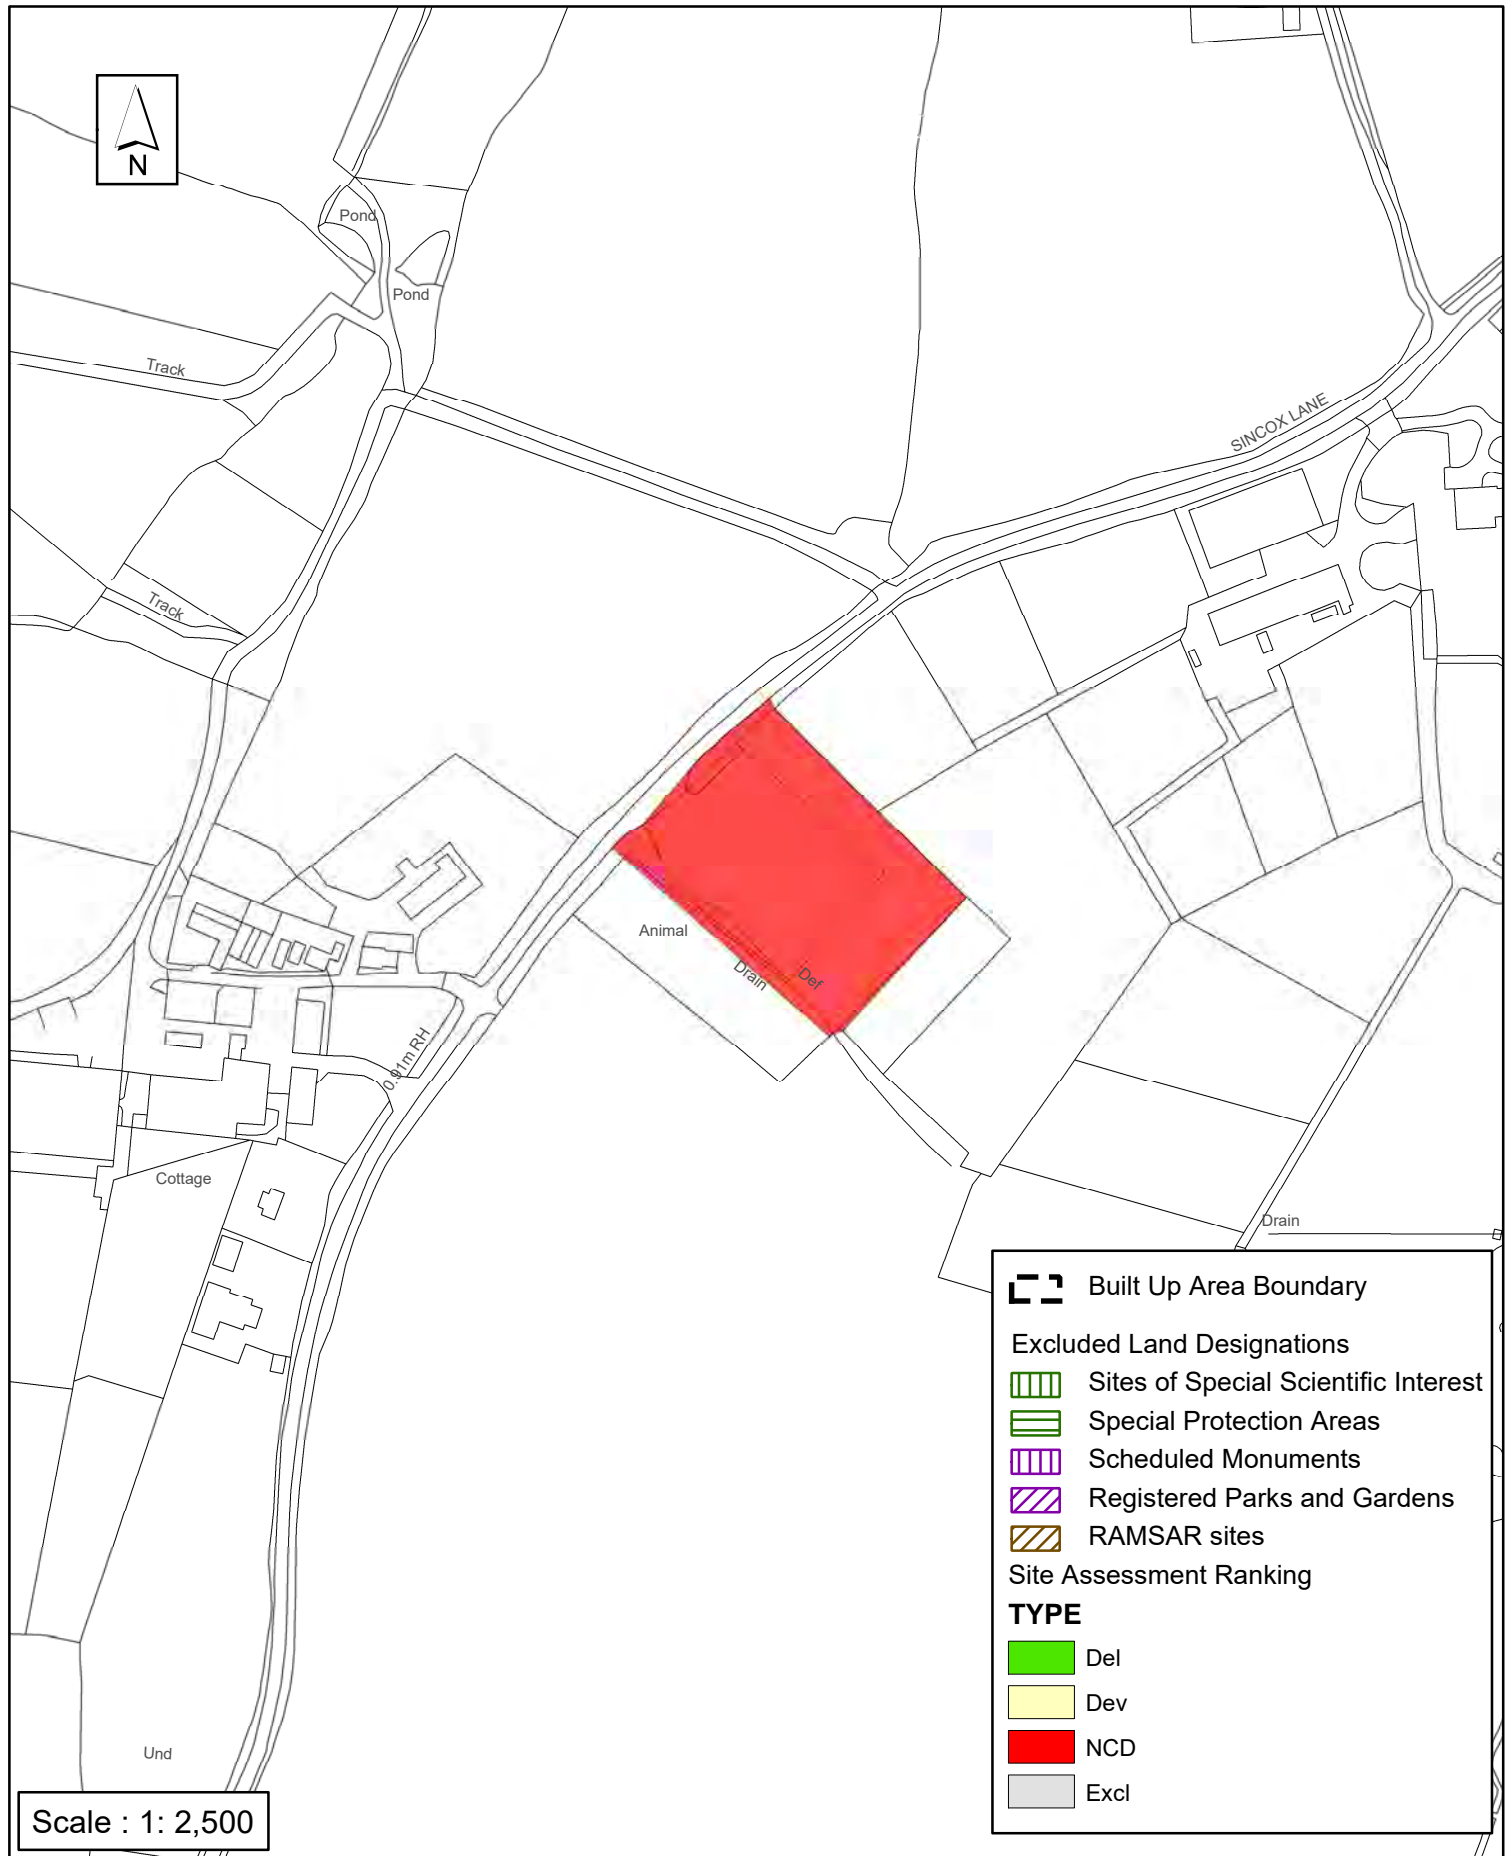 N
Pond
Pond
Track
SINCOX LANE
Track
Animal
Drain
Def
0.91m RH
Cottage
Drain
Built Up Area Boundary
Excluded Land Designations
Sites of Special Scientific Interest
Special Protection Areas
Scheduled Monuments
Registered Parks and Gardens
RAMSAR sites
Site Assessment Ranking
TYPE
Del
Dev
NCD
Excl
Und
Scale : 1: 2,500